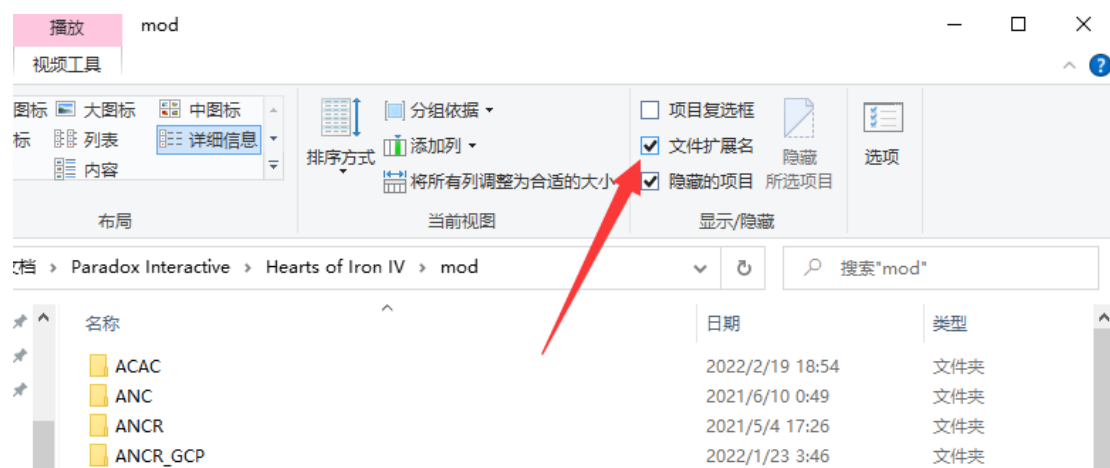 播放 mod
视频工具
图标 大图标 中图标
标 列表 详细信息
内容
排序方式
分组依据
添加列
将所有列调整为合适的大小
项目复选框
文件扩展名
隐藏的项目
隐藏
所选项目
选项
布局 当前视图 显示/隐藏
文档 › Paradox Interactive › Hearts of Iron IV › mod
搜索"mod"
名称 日期 类型
ACAC 2022/2/19 18:54 文件夹
ANC 2021/6/10 0:49 文件夹
ANCR 2021/5/4 17:26 文件夹
ANCR_GCP 2022/1/23 3:46 文件夹